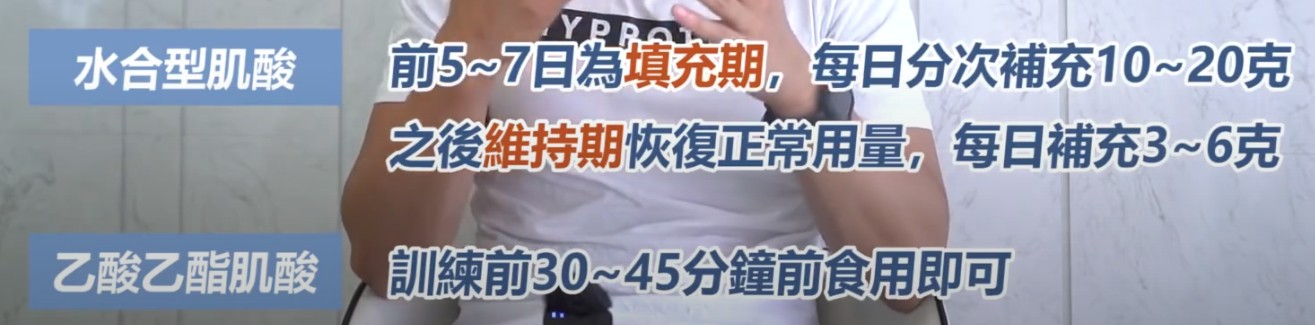 YPROT
水合型肌酸
前5~7日為填充期，每日分次補充10~20克
之後維持期恢復正常用量，每日補充3~6克
乙酸乙酯肌酸
訓練前30~45分鐘前食用即可